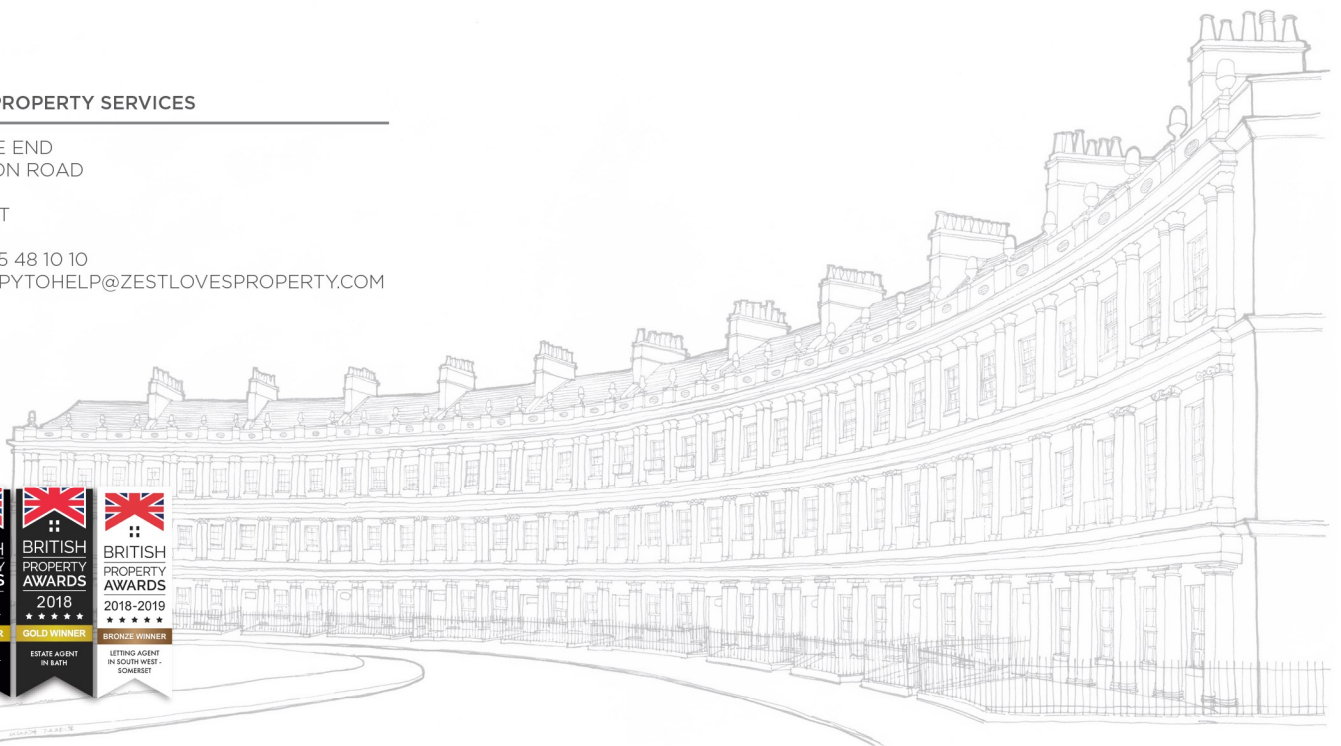 PROPERTY SERVICES
E END
ON ROAD
T
5 48 10 10
PYTOHELP@ZESTLOVESPROPERTY.COM
H
Y
S
R
BRITISH
PROPERTY
AWARDS
2018
GOLD WINNER
ESTATE AGENT
IN BATH
BRITISH
PROPERTY
AWARDS
2018-2019
BRONZE WINNER
LETTING AGENT
IN SOUTH WEST -
SOMERSET